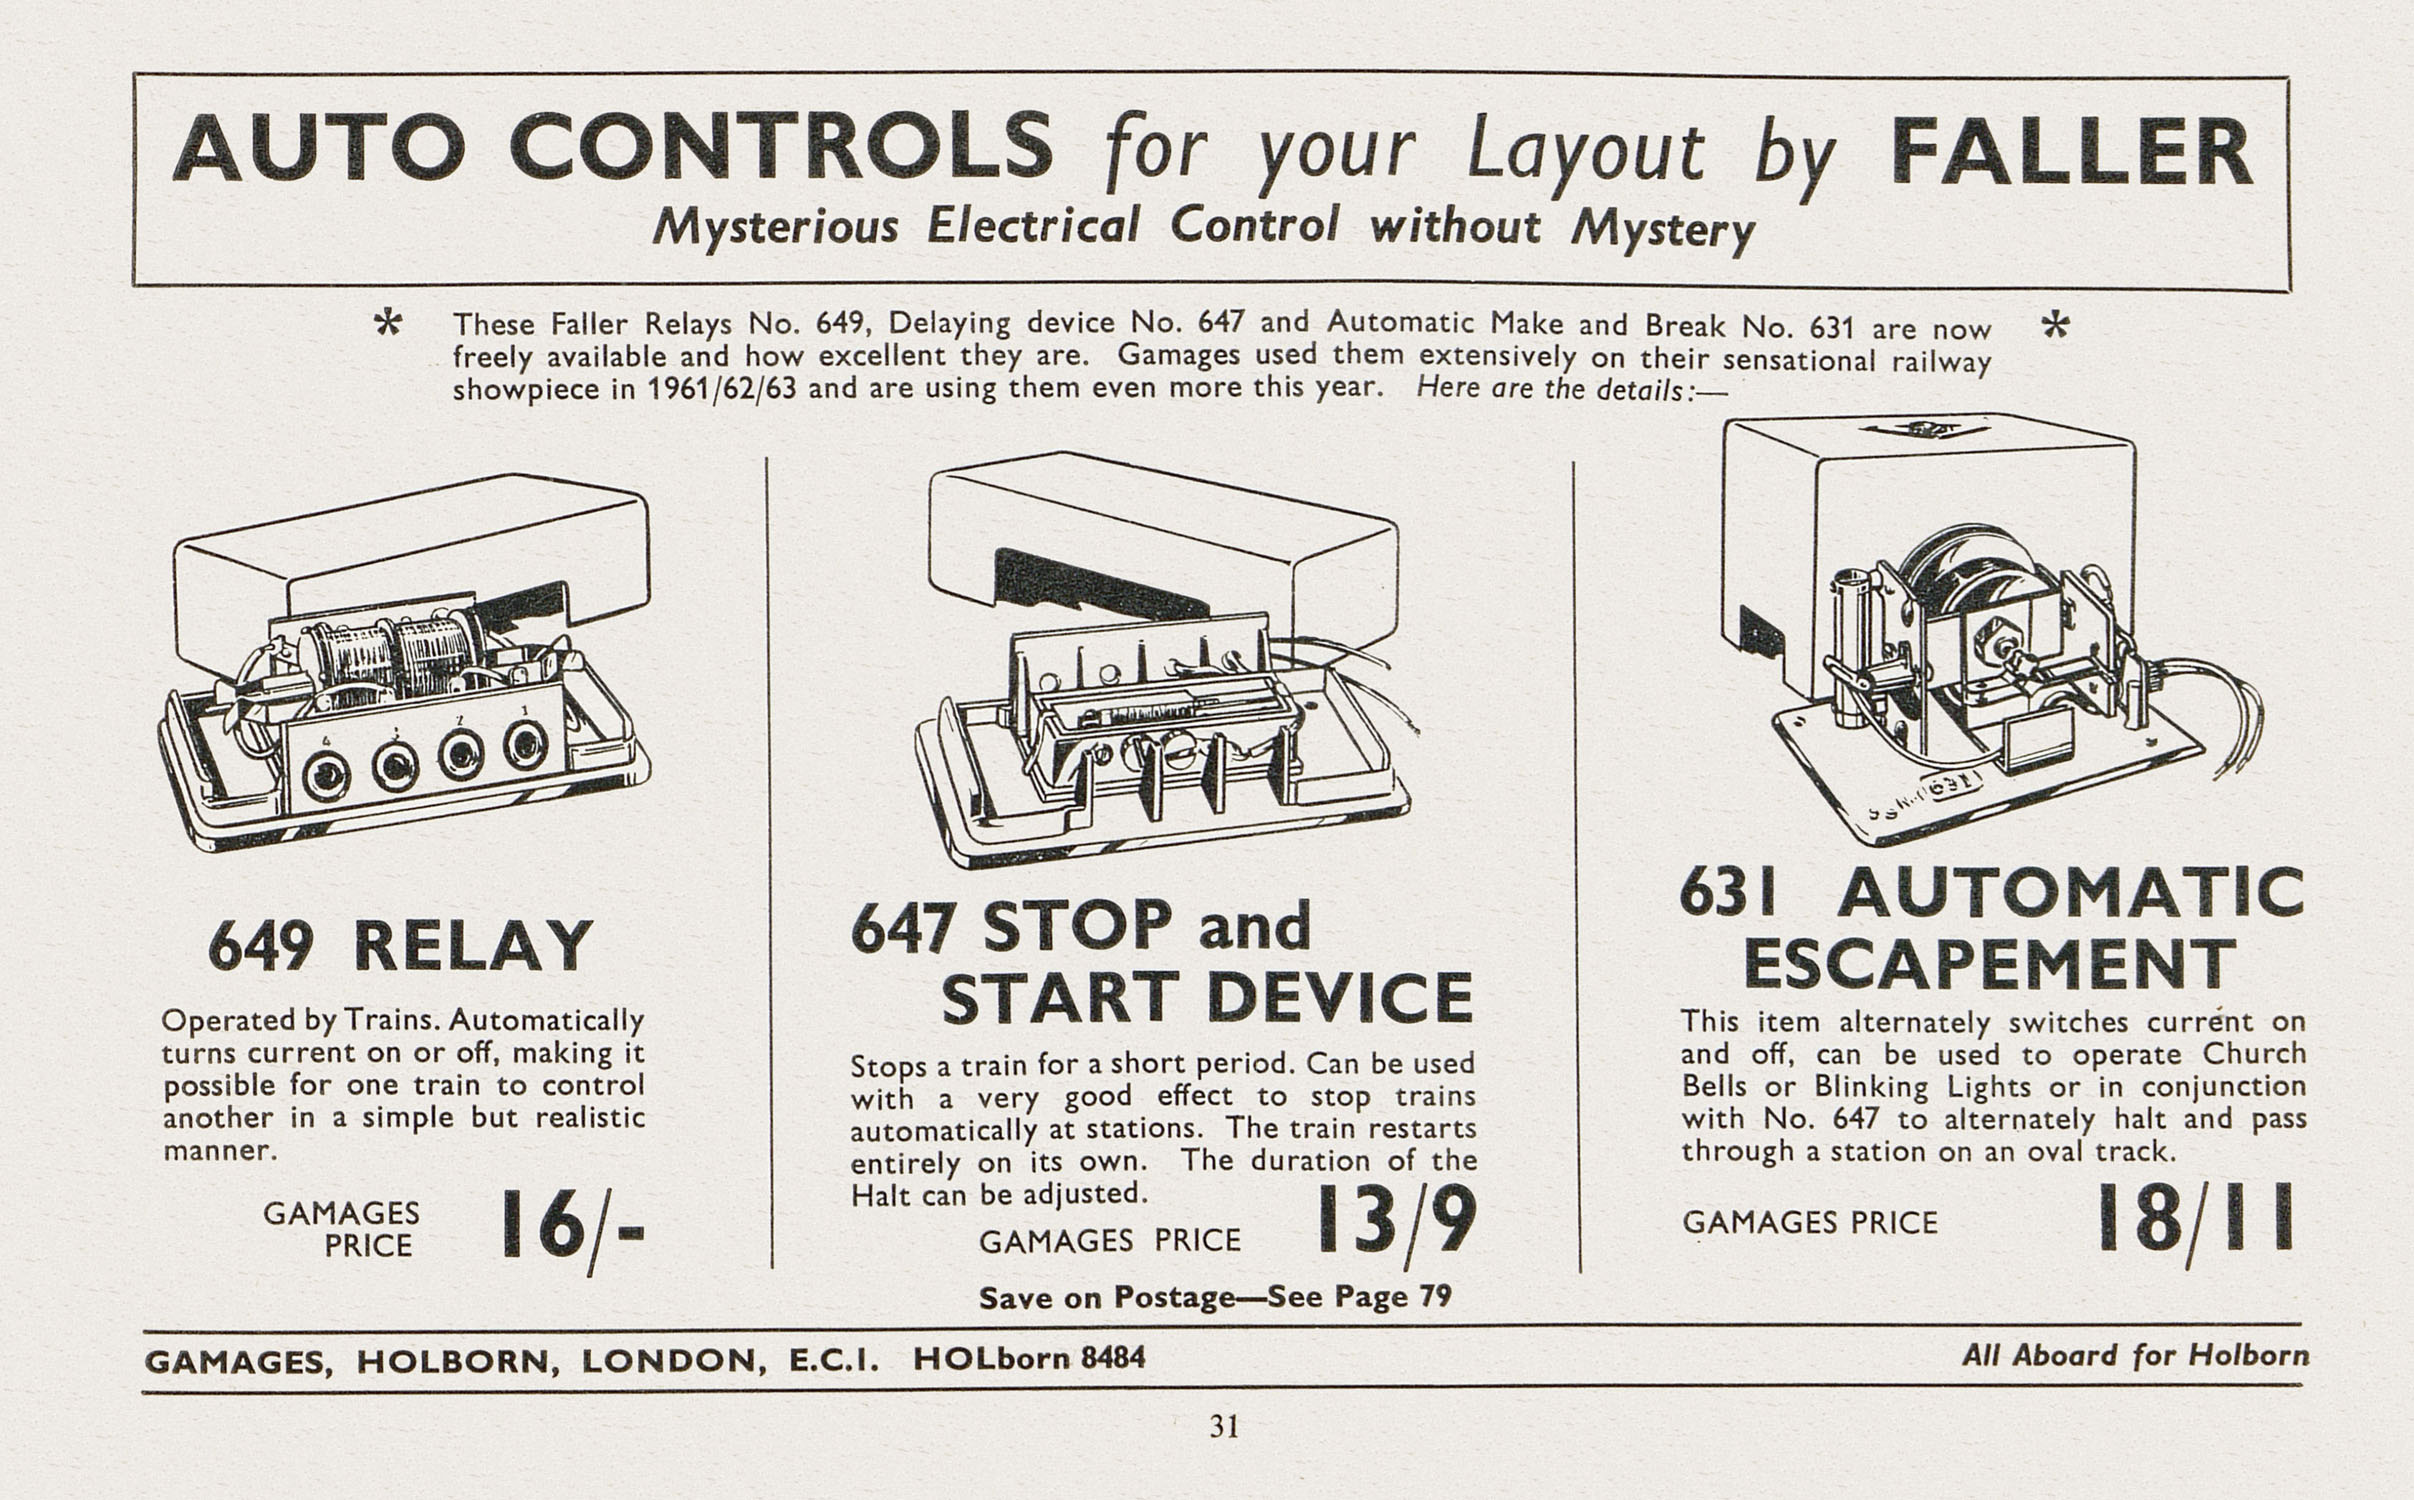 AUTO CONTROLS for your Layout by FALLER
Mysterious Electrical Control without Mystery
* These Faller Relays No. 649, Delaying device No. 647 and Automatic Make and Break No. 631 are now *
freely available and how excellent they are. Gamages used them extensively on their sensational railway
showpiece in 1961/62/63 and are using them even more this year. Here are the details:—
4 3 2 1
631
649 RELAY
Operated by Trains. Automatically
turns current on or off, making it
possible for one train to control
another in a simple but realistic
manner.
GAMAGES
PRICE 16/-
647 STOP and
START DEVICE
Stops a train for a short period. Can be used
with a very good effect to stop trains
automatically at stations. The train restarts
entirely on its own. The duration of the
Halt can be adjusted.
GAMAGES PRICE 13/9
Save on Postage—See Page 79
631 AUTOMATIC
ESCAPEMENT
This item alternately switches current on
and off, can be used to operate Church
Bells or Blinking Lights or in conjunction
with No. 647 to alternately halt and pass
through a station on an oval track.
GAMAGES PRICE 18/11
GAMAGES, HOLBORN, LONDON, E.C.I. HOLborn 8484
All Aboard for Holborn
31